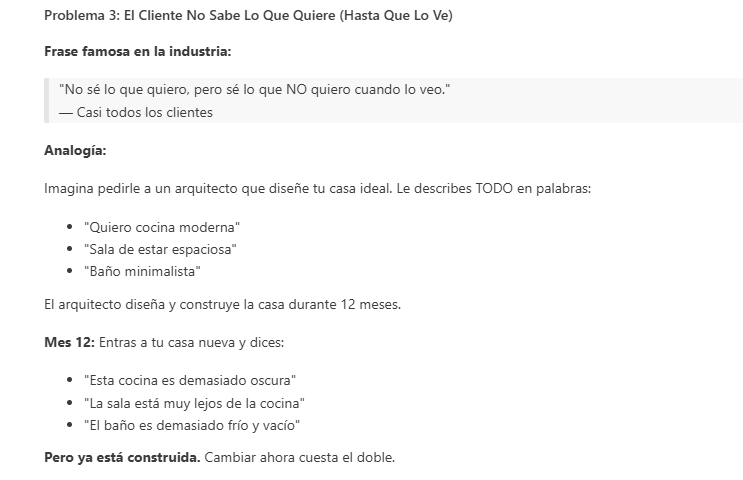 Problema 3: El Cliente No Sabe Lo Que Quiere (Hasta Que Lo Ve)
Frase famosa en la industria:
"No sé lo que quiero, pero sé lo que NO quiero cuando lo veo."
— Casi todos los clientes
Analogía:
Imagina pedirle a un arquitecto que diseñe tu casa ideal. Le describes TODO en palabras:
• "Quiero cocina moderna"
• "Sala de estar espaciosa"
• "Baño minimalista"
El arquitecto diseña y construye la casa durante 12 meses.
Mes 12: Entras a tu casa nueva y dices:
• "Esta cocina es demasiado oscura"
• "La sala está muy lejos de la cocina"
• "El baño es demasiado frío y vacío"
Pero ya está construida. Cambiar ahora cuesta el doble.